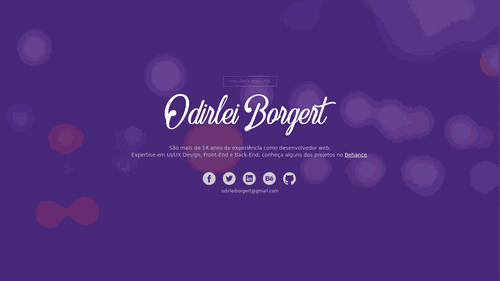 Odirlei Borgert
São mais de 14 anos de experiência como desenvolvedor web,
Expertise em UI/UX Design, Front-End e Back-End, conheça alguns dos projetos no Behance.
odirleiborgert@gmail.com